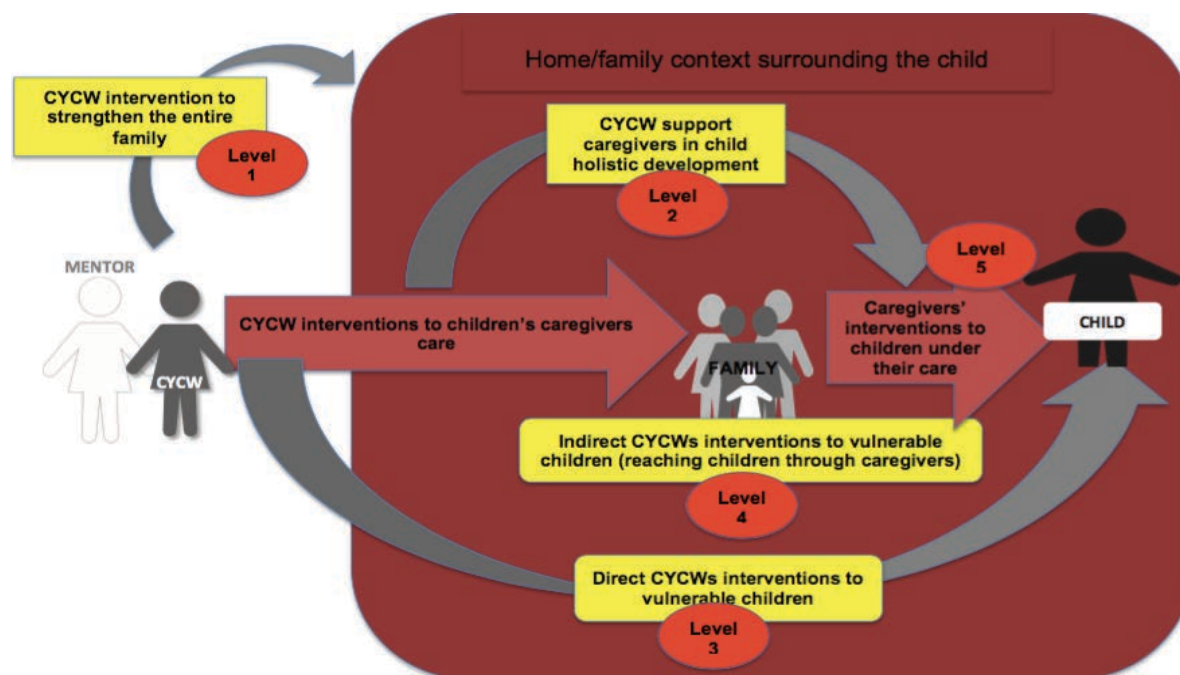 Home/family context surrounding the child
CYCW intervention to
strengthen the entire
family
Level
1
CYCW support
caregivers in child
holistic development
Level
2
Level
5
MENTOR
CYCW
CYCW interventions to children's caregivers
care
FAMILY
Caregivers'
interventions to
children under
their care
CHILD
Indirect CYCWs interventions to vulnerable
children (reaching children through caregivers)
Level
4
Direct CYCWs interventions to
vulnerable children
Level
3